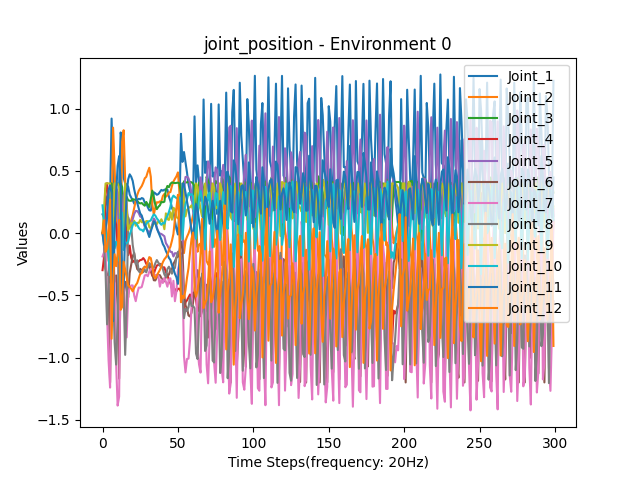 joint_position - Environment 0
Values
1.0
0.5
0.0
−0.5
−1.0
−1.5
0
50
100
150
200
250
300
Time Steps(frequency: 20Hz)
Joint_1
Joint_2
Joint_3
Joint_4
Joint_5
Joint_6
Joint_7
Joint_8
Joint_9
Joint_10
Joint_11
Joint_12